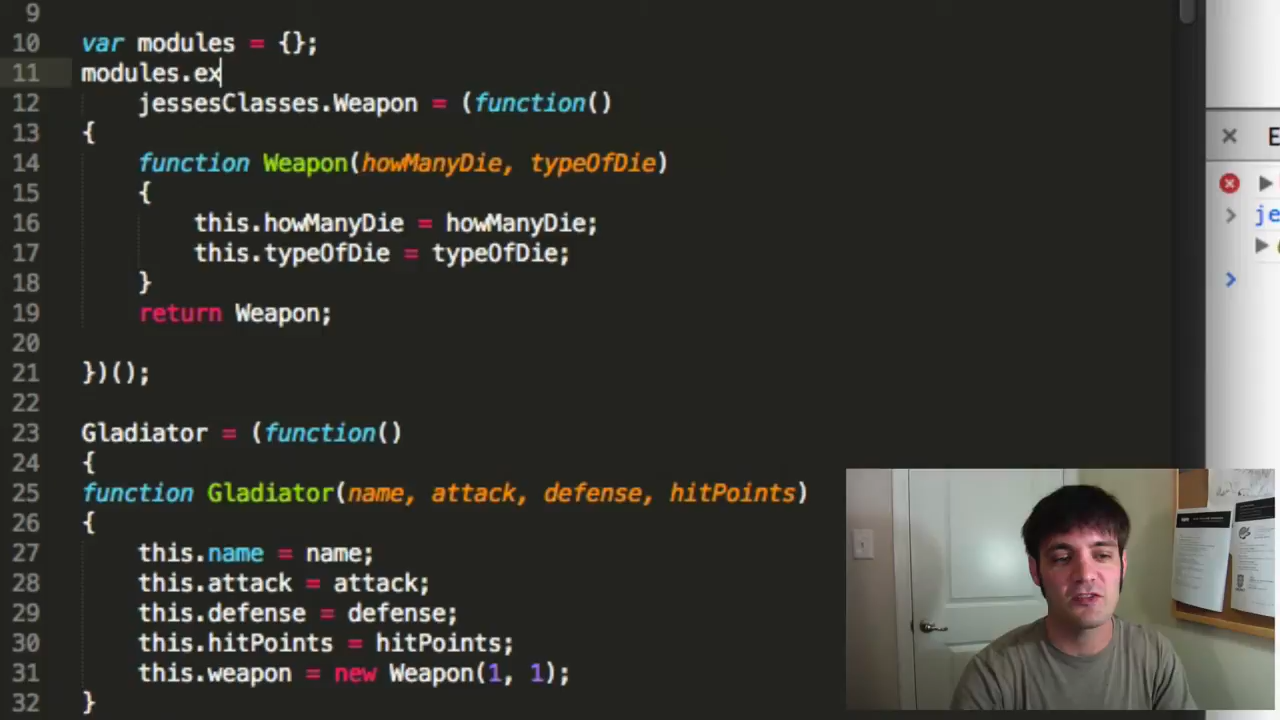 9
10 var modules = {};
11 modules.ex
12 jessesClasses.Weapon = (function()
13 {
14 function Weapon(howManyDie, typeOfDie)
15 {
16 this.howManyDie = howManyDie;
17 this.typeOfDie = typeOfDie;
18 }
19 return Weapon;
20
21 })();
22
23 Gladiator = (function()
24 {
25 function Gladiator(name, attack, defense, hitPoints)
26 {
27 this.name = name;
28 this.attack = attack;
29 this.defense = defense;
30 this.hitPoints = hitPoints;
31 this.weapon = new Weapon(1, 1);
32 }
E
je